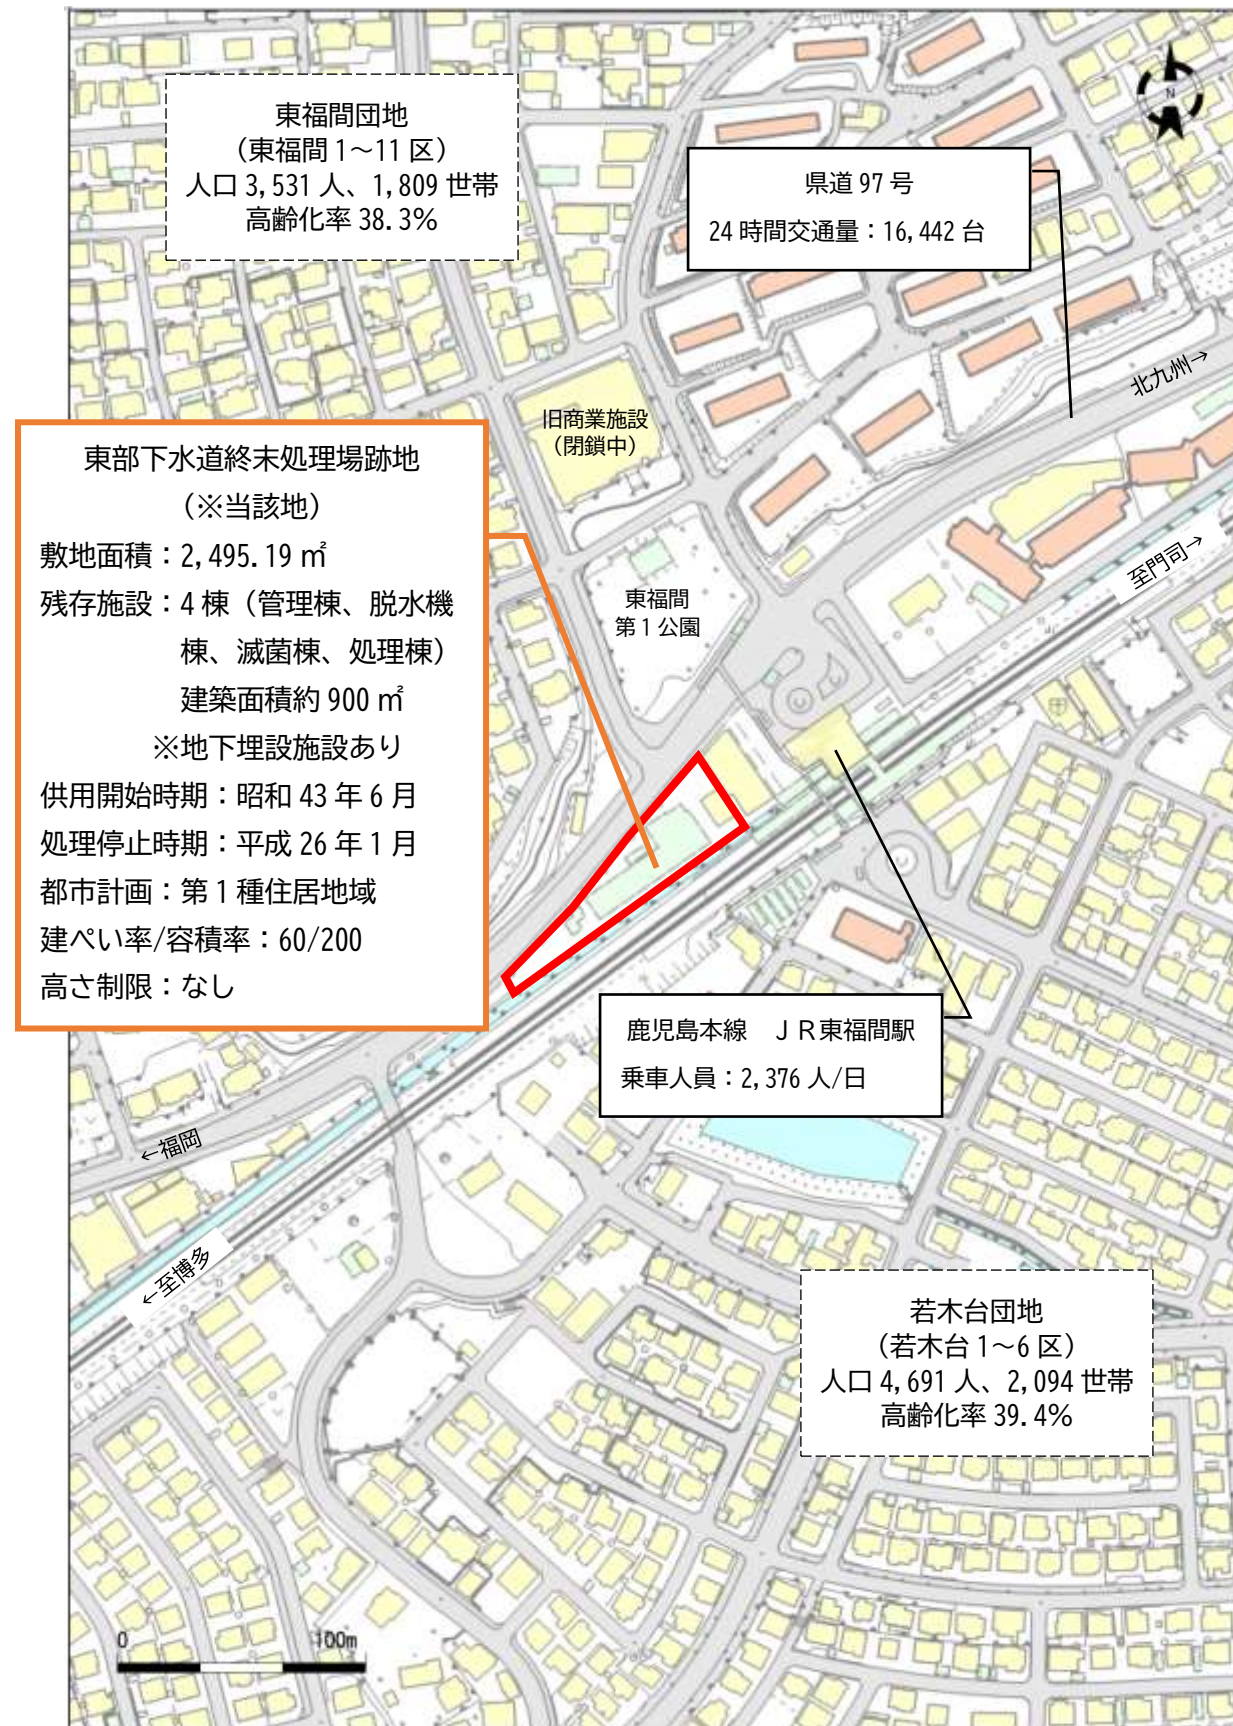 東福間団地
（東福間 1～11 区）
人口 3,531 人、1,809 世帯
高齢化率 38.3%
N
県道 97 号
24 時間交通量：16,442 台
北九州→
旧商業施設
（閉鎖中）
東部下水道終末処理場跡地
（※当該地）
敷地面積：2,495.19 ㎡
残存施設：4 棟（管理棟、脱水機
棟、滅菌棟、処理棟）
建築面積約 900 ㎡
※地下埋設施設あり
供用開始時期：昭和 43 年 6 月
処理停止時期：平成 26 年 1 月
都市計画：第 1 種住居地域
建ぺい率/容積率：60/200
高さ制限：なし
至門司→
東福間
第 1 公園
鹿児島本線　ＪＲ東福間駅
乗車人員：2,376 人/日
←福岡
←至博多
若木台団地
（若木台 1～6 区）
人口 4,691 人、2,094 世帯
高齢化率 39.4%
0 100m